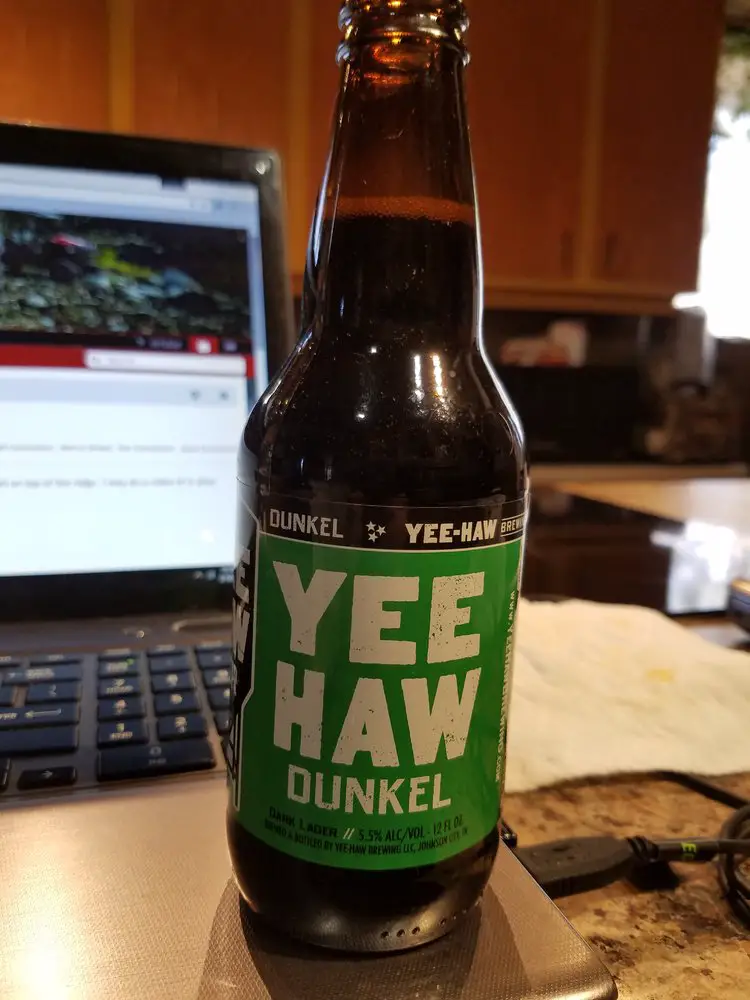 DUNKEL YEE-HAW BREWI
YEE
HAW
DUNKEL
DARK LAGER // 5.5% ALC/VOL - 12 FL OZ
BREWED & BOTTLED BY YEE-HAW BREWING LLC, JOHNSON CITY, TN